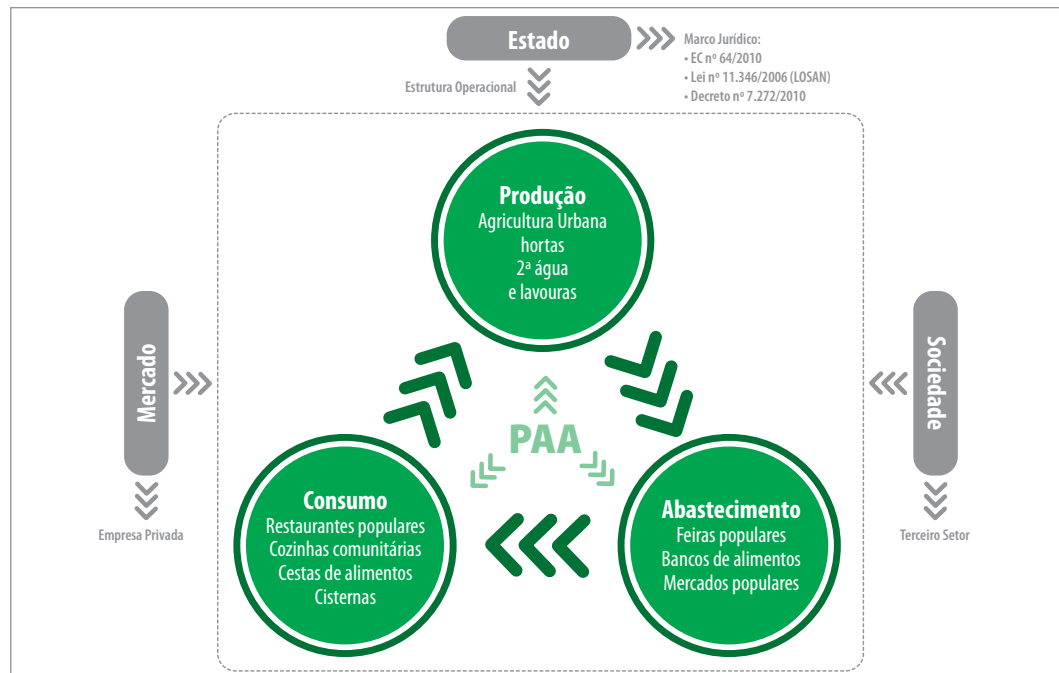 Estado
Marco Jurídico:
• EC nº 64/2010
• Lei nº 11.346/2006 (LOSAN)
• Decreto nº 7.272/2010
Estrutura Operacional
Produção
Agricultura Urbana
hortas
2ª água
e lavouras
Mercado
Empresa Privada
Sociedade
Terceiro Setor
PAA
Consumo
Restaurantes populares
Cozinhas comunitárias
Cestas de alimentos
Cisternas
Abastecimento
Feiras populares
Bancos de alimentos
Mercados populares